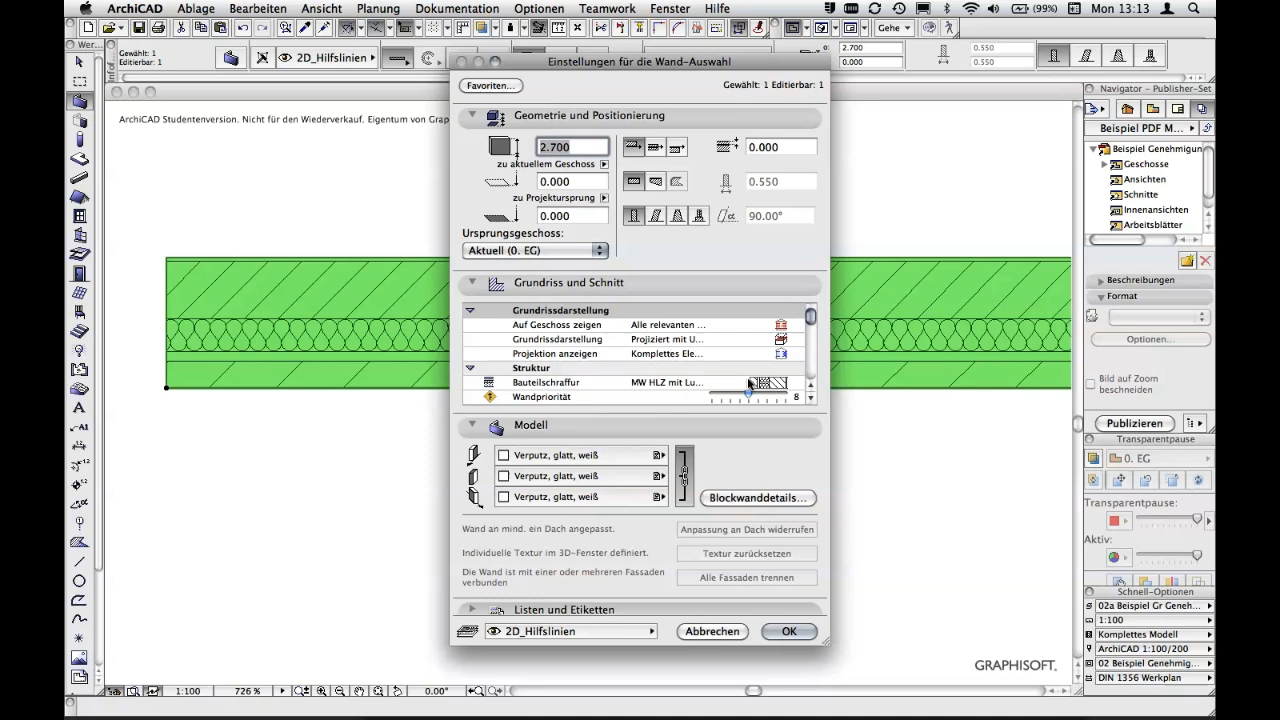 ArchiCAD Ablage Bearbeiten Ansicht Planung Dokumentation Optionen Teamwork Fenster Hilfe (99%) Mon 13:13
Gehe
Wer...
Gewählt: 1
Editierbar: 1
2D_Hilfslinien
2.700
0.000
0.550
0.550
ArchiCAD Studentenversion. Nicht für den Wiederverkauf. Eigentum von Grap
Einstellungen für die Wand-Auswahl
Favoriten... Gewählt: 1 Editierbar: 1
Geometrie und Positionierung
2.700 0.000
zu aktuellem Geschoss
0.000 0.550
zu Projektursprung
0.000 90.00°
Ursprungsgeschoss:
Aktuell (0. EG)
Grundriss und Schnitt
Grundrissdarstellung
Auf Geschoss zeigen Alle relevanten ...
Grundrissdarstellung Projiziert mit U...
Projektion anzeigen Komplettes Ele...
Struktur
Bauteilschraffur MW HLZ mit Lu...
Wandpriorität 8
Modell
Verputz, glatt, weiß
Verputz, glatt, weiß
Verputz, glatt, weiß
Blockwanddetails...
Wand an mind. ein Dach angepasst. Anpassung an Dach widerrufen
Individuelle Textur im 3D-Fenster definiert. Textur zurücksetzen
Die Wand ist mit einer oder mehreren Fassaden
verbunden
Alle Fassaden trennen
Listen und Etiketten
2D_Hilfslinien Abbrechen OK
Navigator - Publisher-Set
Beispiel PDF M...
Beispiel Genehmigun
Geschosse
Ansichten
Schnitte
Innenansichten
Arbeitsblätter
Beschreibungen
Format
Optionen...
Bild auf Zoom
beschneiden
Publizieren
Transparentpause
0. EG
Transparentpause:
Aktiv:
Schnell-Optionen
02a Beispiel Gr Geneh...
1:100
Komplettes Modell
ArchiCAD 1:100/200
02 Beispiel Genehmig...
DIN 1356 Werkplan
GRAPHISOFT.
1:100 726 % 0.00°